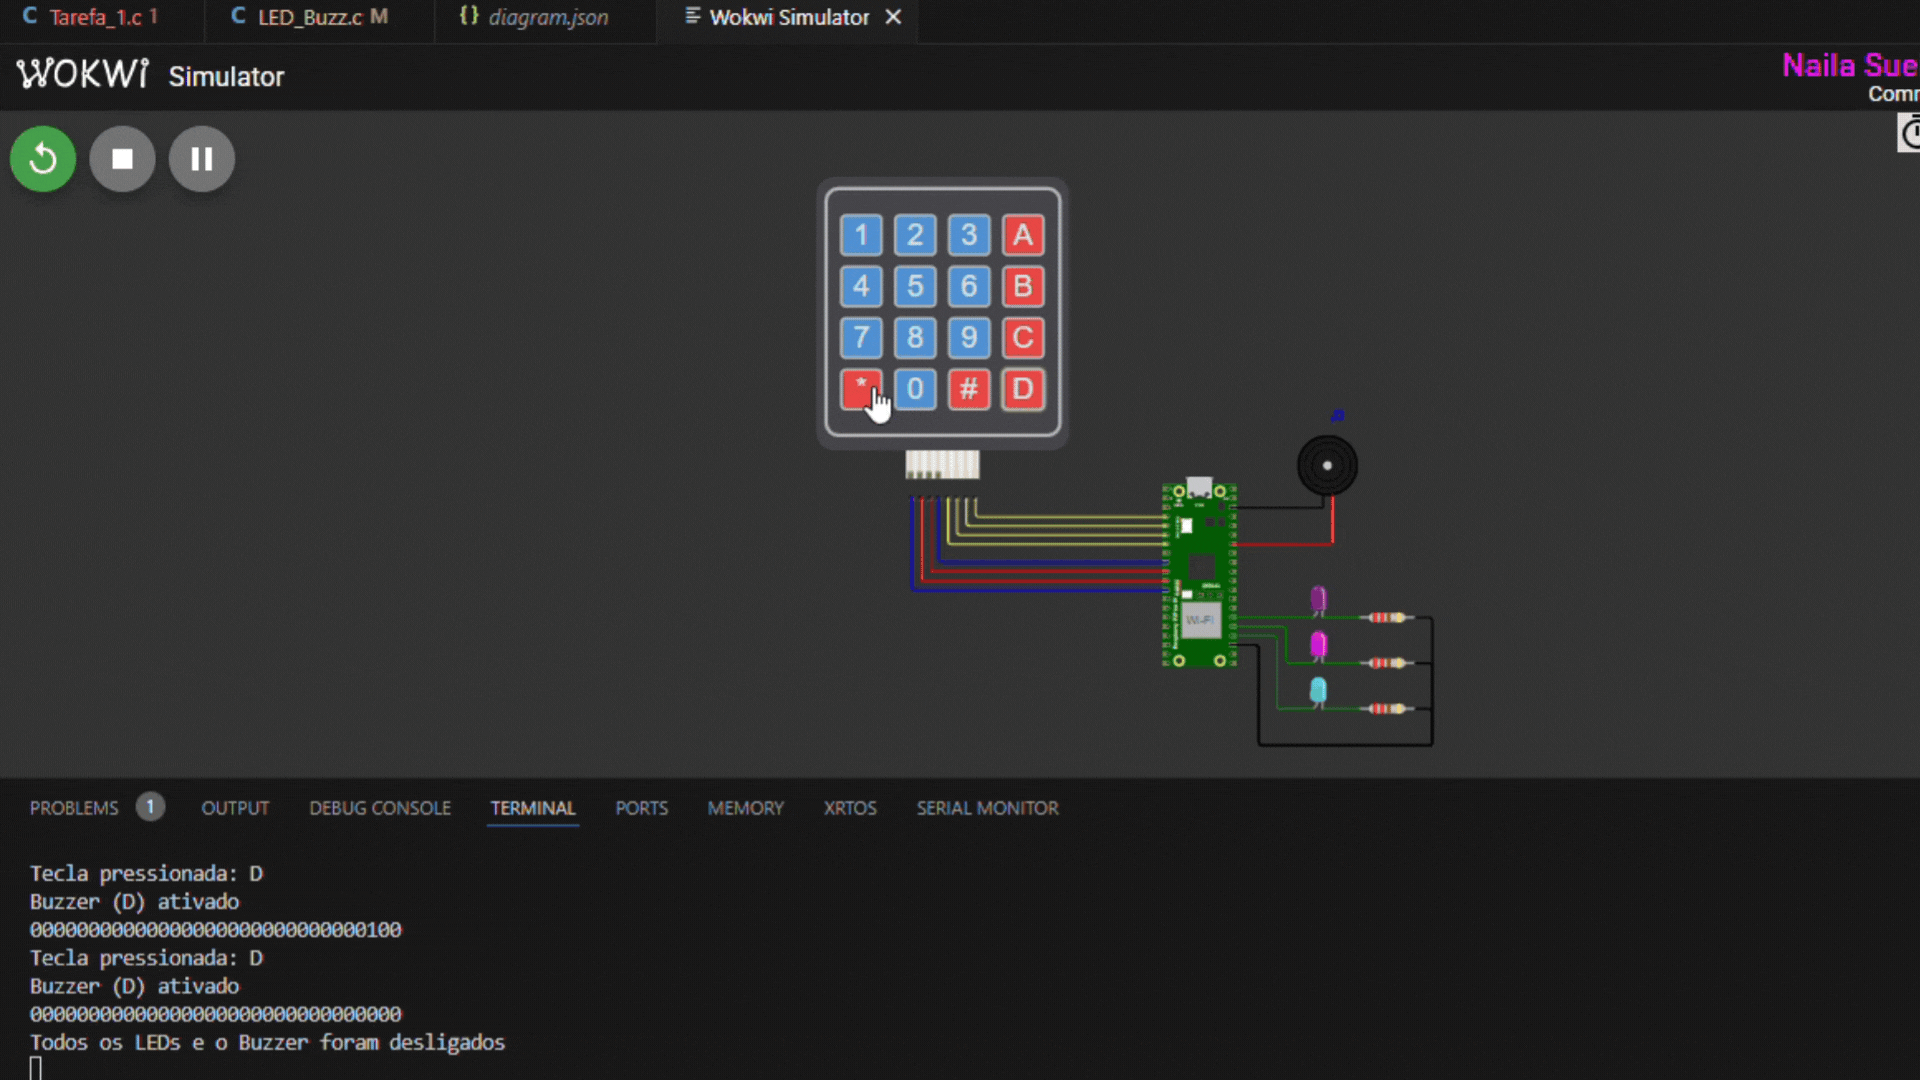 Tarefa_1.c 1 LED_Buzz.c M {} diagram.json Wokwi Simulator
WOKWi Simulator
Naila Sue
Comm
1 2 3 A
4 5 6 B
7 8 9 C
* 0 # D
Wi-Fi
PROBLEMS 1 OUTPUT DEBUG CONSOLE TERMINAL PORTS MEMORY XRTOS SERIAL MONITOR
Tecla pressionada: D
Buzzer (D) ativado
00000000000000000000000000000100
Tecla pressionada: D
Buzzer (D) ativado
00000000000000000000000000000000
Todos os LEDs e o Buzzer foram desligados